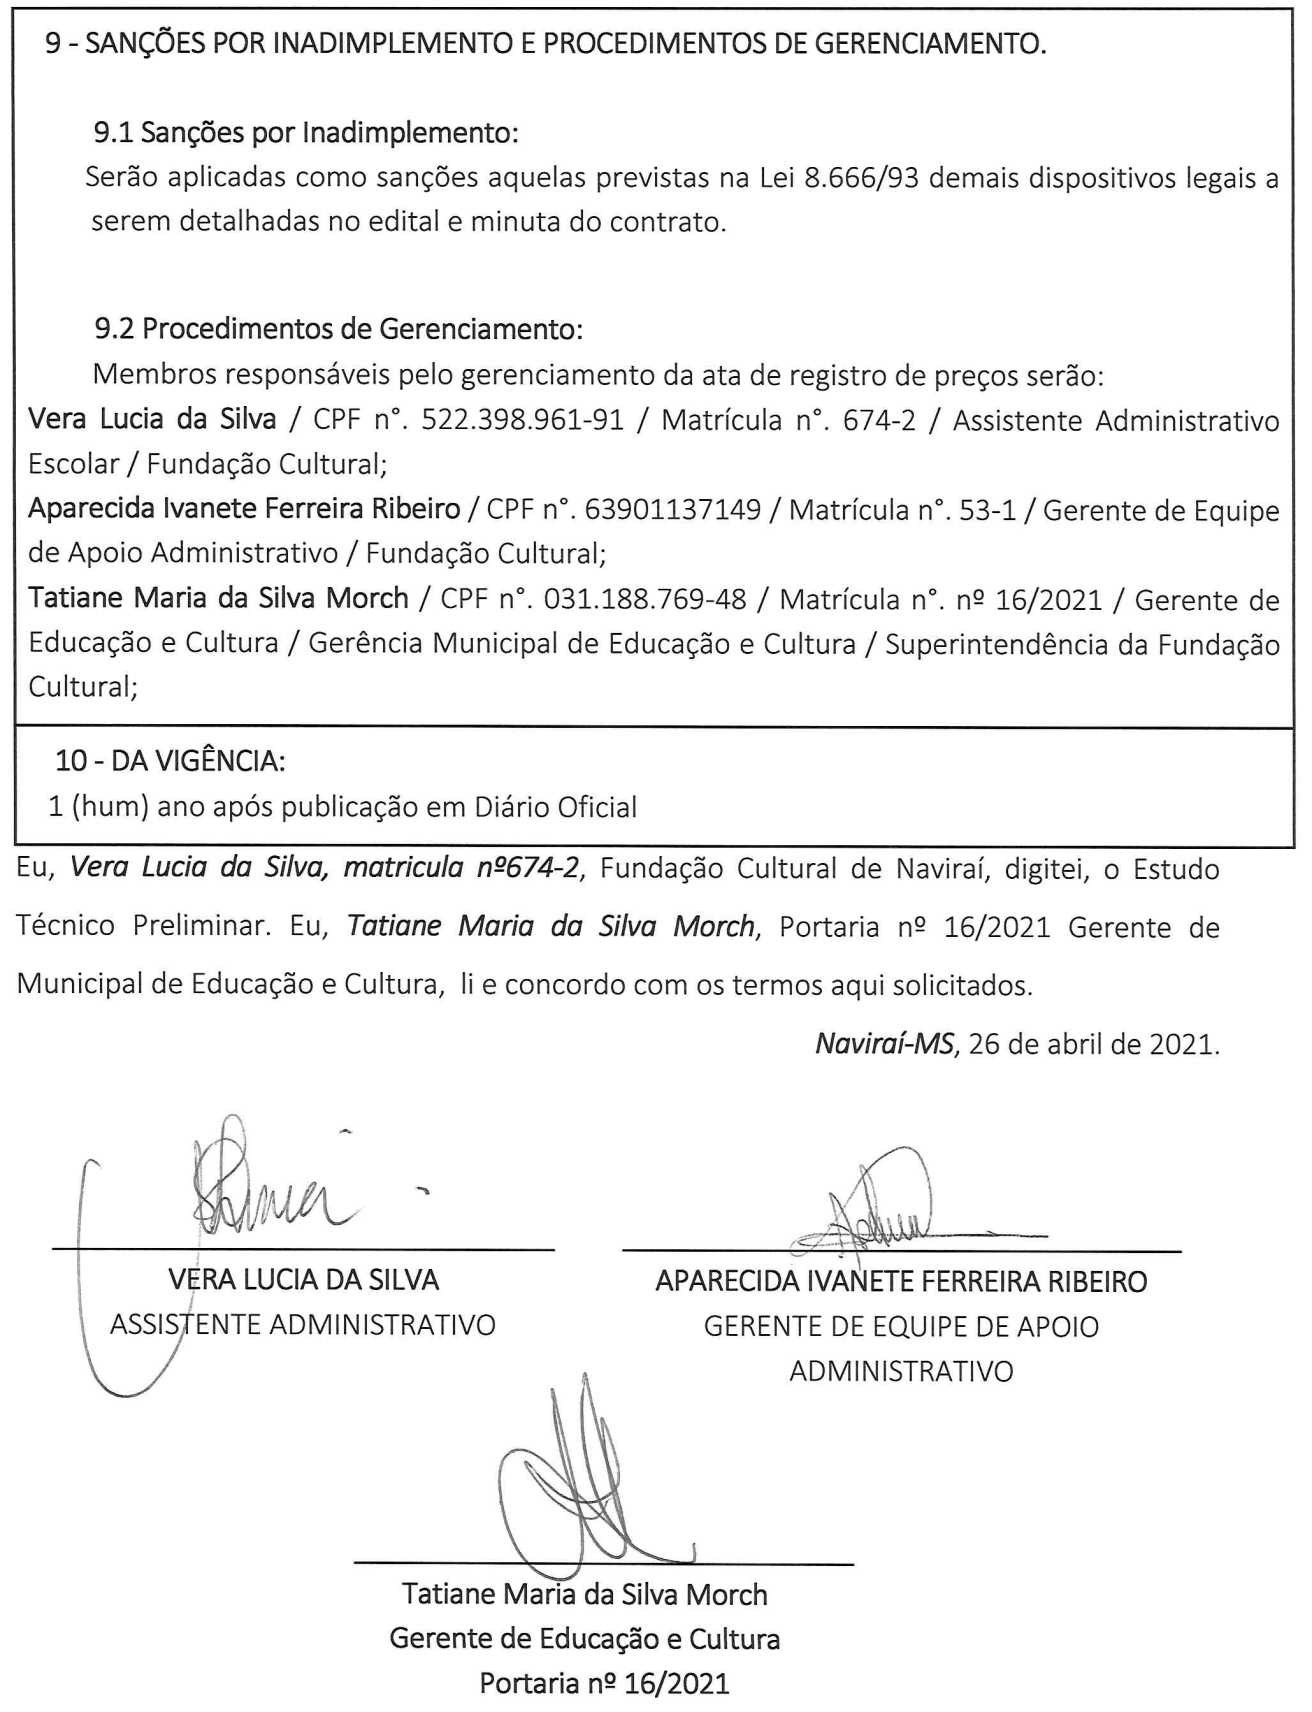 9 - SANÇÕES POR INADIMPLEMENTO E PROCEDIMENTOS DE GERENCIAMENTO.
9.1 Sanções por Inadimplemento:
Serão aplicadas como sanções aquelas previstas na Lei 8.666/93 demais dispositivos legais a
serem detalhadas no edital e minuta do contrato.
9.2 Procedimentos de Gerenciamento:
Membros responsáveis pelo gerenciamento da ata de registro de preços serão:
Vera Lucia da Silva / CPF n°. 522.398.961-91 / Matrícula n°. 674-2 / Assistente Administrativo
Escolar / Fundação Cultural;
Aparecida Ivanete Ferreira Ribeiro / CPF n°. 63901137149 / Matrícula n°. 53-1 / Gerente de Equipe
de Apoio Administrativo / Fundação Cultural;
Tatiane Maria da Silva Morch / CPF n°. 031.188.769-48 / Matrícula n°. nº 16/2021 / Gerente de
Educação e Cultura / Gerência Municipal de Educação e Cultura / Superintendência da Fundação
Cultural;
10 - DA VIGÊNCIA:
1 (hum) ano após publicação em Diário Oficial
Eu, Vera Lucia da Silva, matricula nº674-2, Fundação Cultural de Naviraí, digitei, o Estudo
Técnico Preliminar. Eu, Tatiane Maria da Silva Morch, Portaria nº 16/2021 Gerente de
Municipal de Educação e Cultura, li e concordo com os termos aqui solicitados.
Naviraí-MS, 26 de abril de 2021.
VERA LUCIA DA SILVA
ASSISTENTE ADMINISTRATIVO
APARECIDA IVANETE FERREIRA RIBEIRO
GERENTE DE EQUIPE DE APOIO
ADMINISTRATIVO
Tatiane Maria da Silva Morch
Gerente de Educação e Cultura
Portaria nº 16/2021